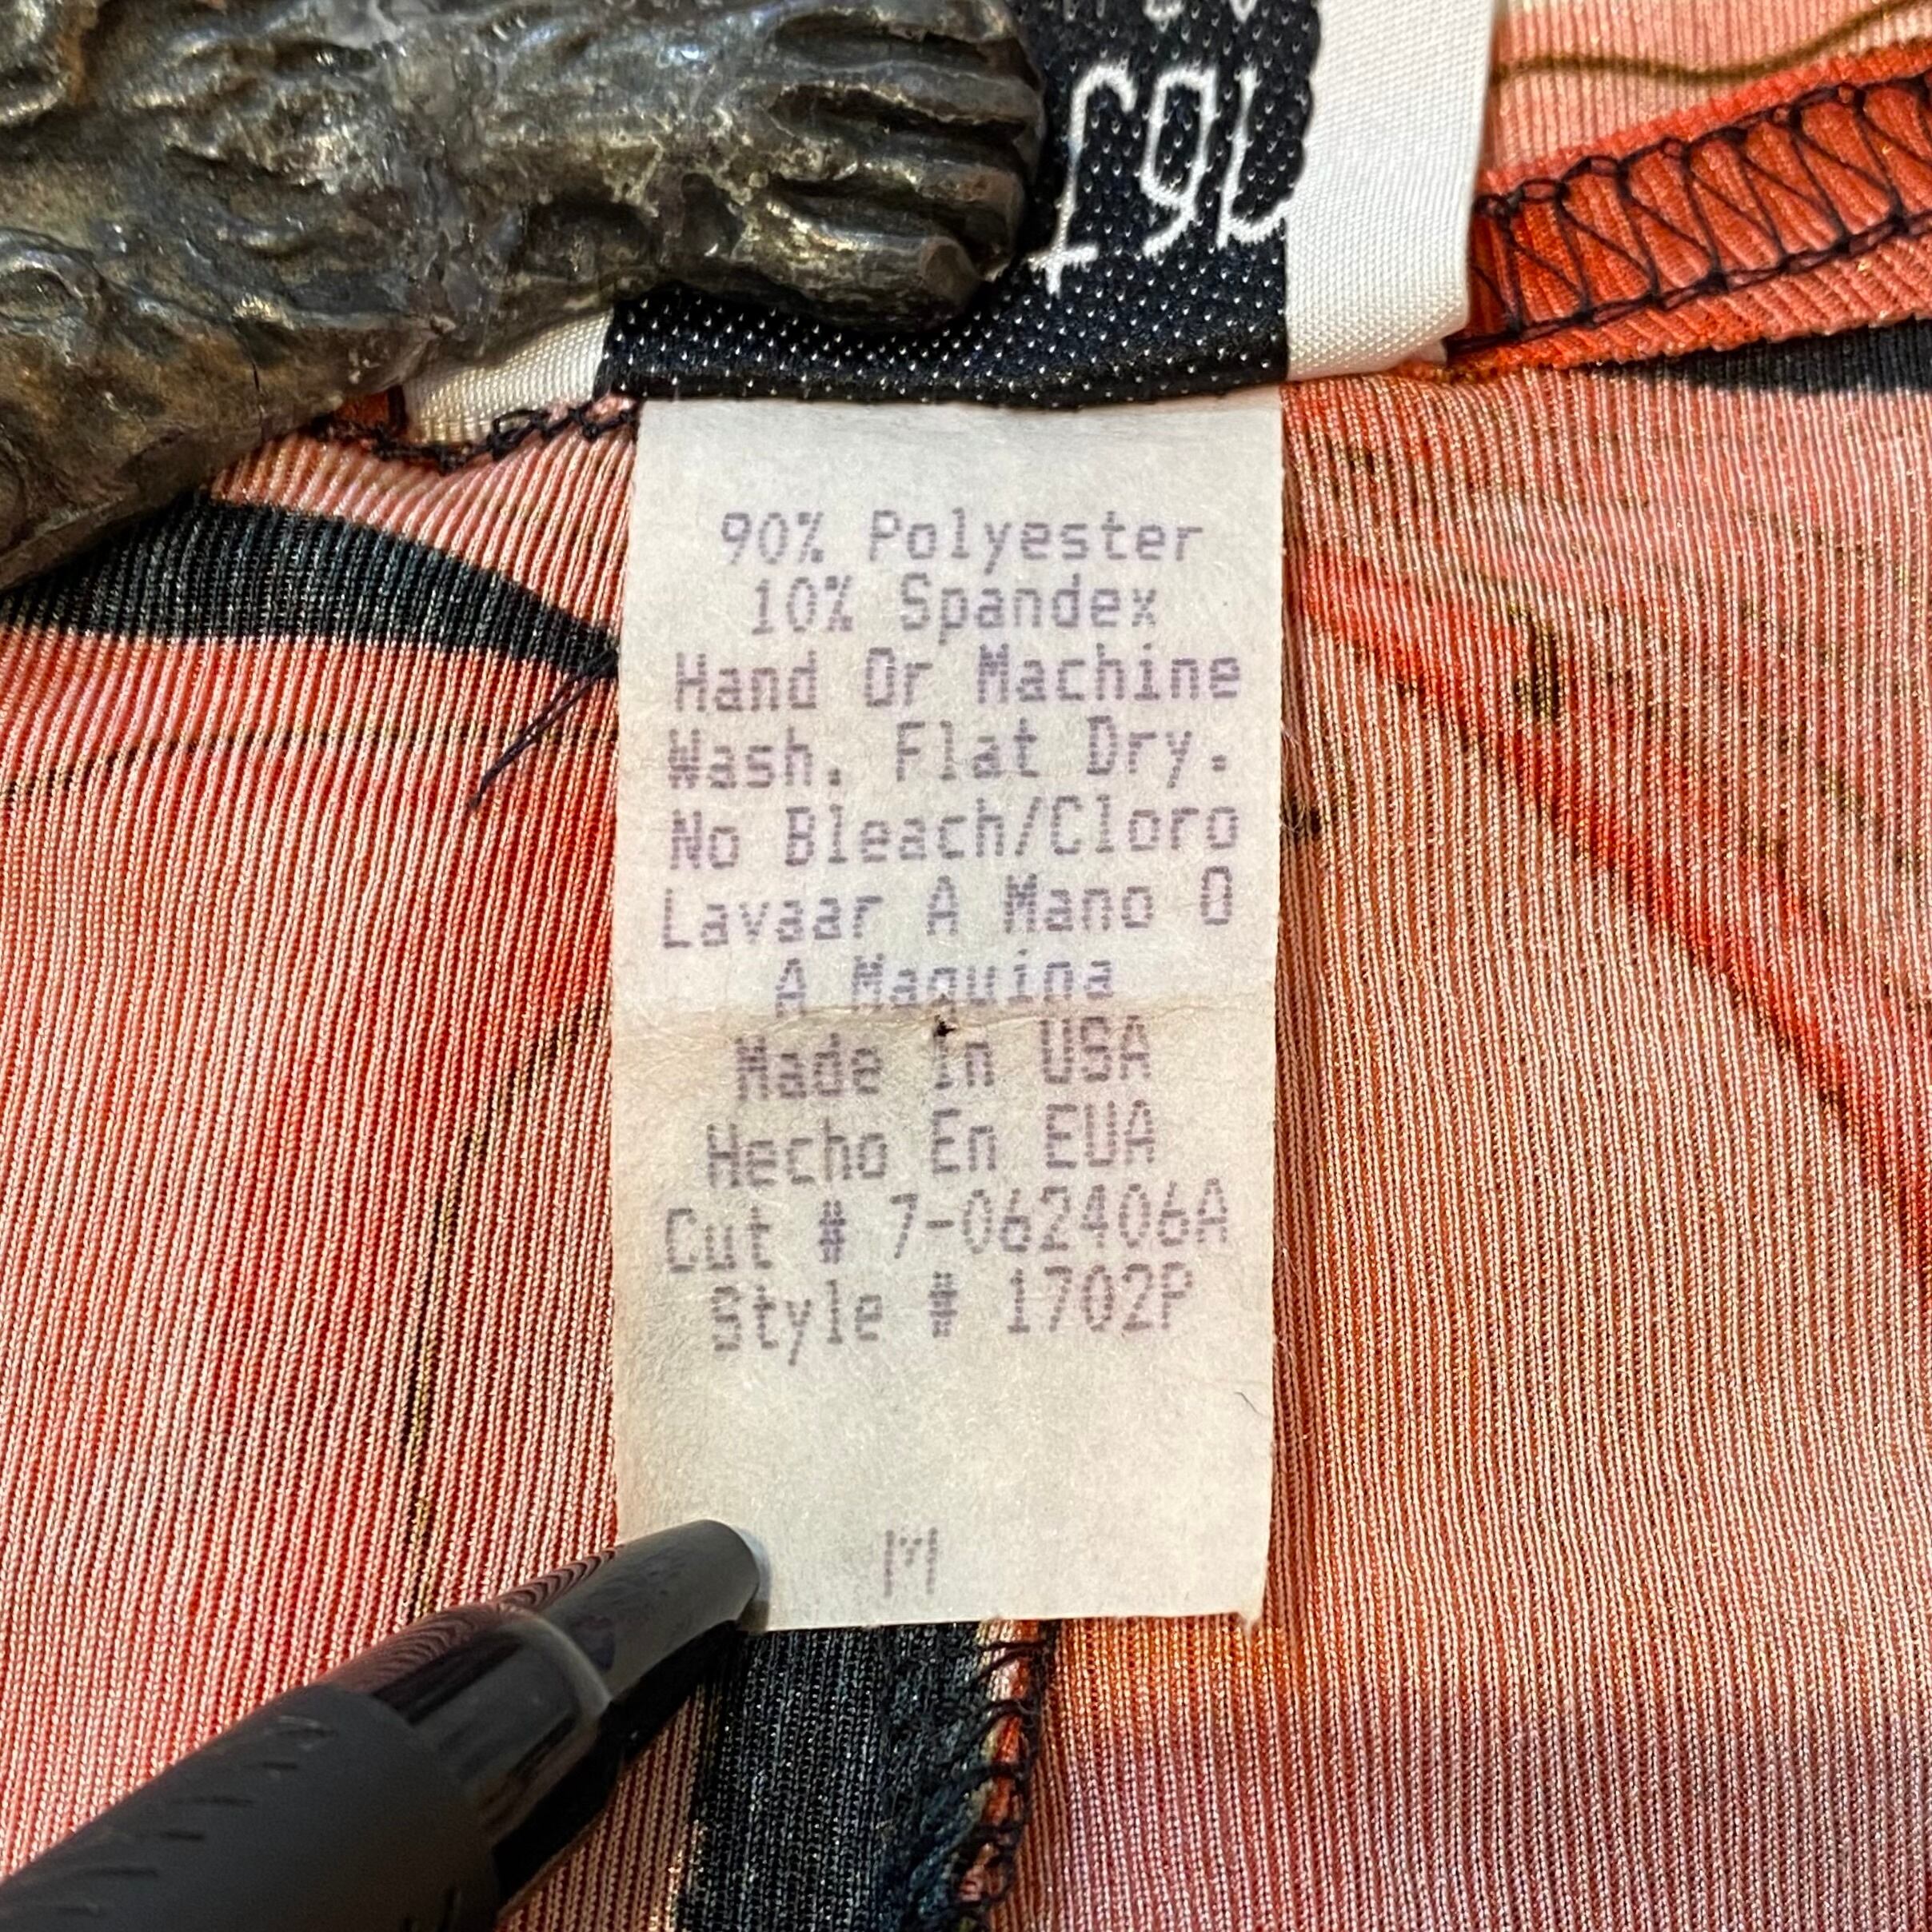 90% Polyester
10% Spandex
Hand Or Machine
Wash. Flat Dry.
No Bleach/Cloro
Lavaar A Mano O
A Maquina
Made In USA
Hecho En EUA
Cut # 7-062406A
Style # 1702P
M